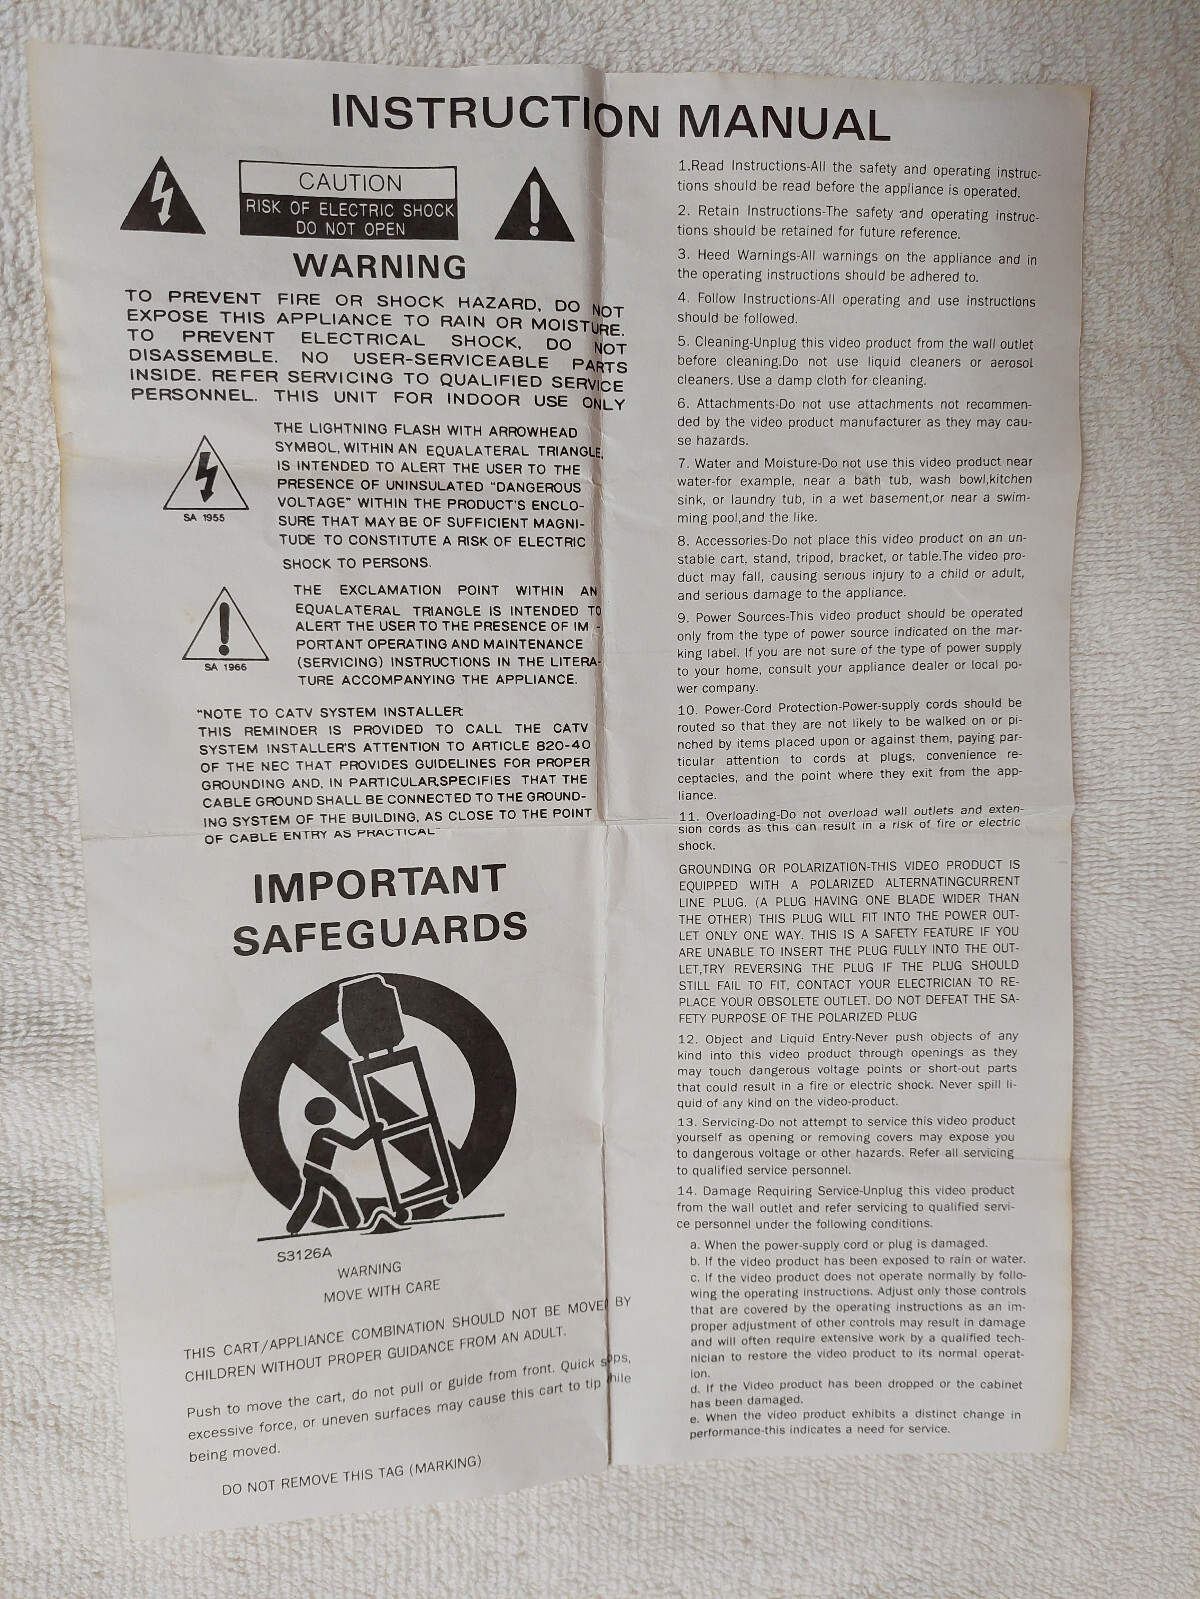 INSTRUCTION MANUAL
CAUTION
RISK OF ELECTRIC SHOCK
DO NOT OPEN
WARNING
TO PREVENT FIRE OR SHOCK HAZARD, DO NOT
EXPOSE THIS APPLIANCE TO RAIN OR MOISTURE.
TO PREVENT ELECTRICAL SHOCK, DO NOT
DISASSEMBLE. NO USER-SERVICEABLE PARTS
INSIDE. REFER SERVICING TO QUALIFIED SERVICE
PERSONNEL. THIS UNIT FOR INDOOR USE ONLY
THE LIGHTNING FLASH WITH ARROWHEAD
SYMBOL, WITHIN AN EQUALATERAL TRIANGLE,
IS INTENDED TO ALERT THE USER TO THE
PRESENCE OF UNINSULATED "DANGEROUS
VOLTAGE" WITHIN THE PRODUCT'S ENCLO-
SURE THAT MAY BE OF SUFFICIENT MAGNI-
TUDE TO CONSTITUTE A RISK OF ELECTRIC
SHOCK TO PERSONS.
SA 1955
THE EXCLAMATION POINT WITHIN AN
EQUALATERAL TRIANGLE IS INTENDED TO
ALERT THE USER TO THE PRESENCE OF IM -
PORTANT OPERATING AND MAINTENANCE
(SERVICING) INSTRUCTIONS IN THE LITERA-
TURE ACCOMPANYING THE APPLIANCE.
SA 1966
"NOTE TO CATV SYSTEM INSTALLER:
THIS REMINDER IS PROVIDED TO CALL THE CATV
SYSTEM INSTALLER'S ATTENTION TO ARTICLE 820-40
OF THE NEC THAT PROVIDES GUIDELINES FOR PROPER
GROUNDING AND, IN PARTICULAR,SPECIFIES THAT THE
CABLE GROUND SHALL BE CONNECTED TO THE GROUND-
ING SYSTEM OF THE BUILDING, AS CLOSE TO THE POINT
OF CABLE ENTRY AS PRACTICAL"
IMPORTANT
SAFEGUARDS
S3126A
WARNING
MOVE WITH CARE
THIS CART/APPLIANCE COMBINATION SHOULD NOT BE MOVED BY
CHILDREN WITHOUT PROPER GUIDANCE FROM AN ADULT.
Push to move the cart, do not pull or guide from front. Quick stops,
excessive force, or uneven surfaces may cause this cart to tip while
being moved.
DO NOT REMOVE THIS TAG (MARKING)
1.Read Instructions-All the safety and operating instruc-
tions should be read before the appliance is operated.
2. Retain Instructions-The safety and operating instruc-
tions should be retained for future reference.
3. Heed Warnings-All warnings on the appliance and in
the operating instructions should be adhered to.
4. Follow Instructions-All operating and use instructions
should be followed.
5. Cleaning-Unplug this video product from the wall outlet
before cleaning.Do not use liquid cleaners or aerosol
cleaners. Use a damp cloth for cleaning.
6. Attachments-Do not use attachments not recommen-
ded by the video product manufacturer as they may cau-
se hazards.
7. Water and Moisture-Do not use this video product near
water-for example, near a bath tub, wash bowl,kitchen
sink, or laundry tub, in a wet basement,or near a swim-
ming pool,and the like.
8. Accessories-Do not place this video product on an un-
stable cart, stand, tripod, bracket, or table.The video pro-
duct may fall, causing serious injury to a child or adult,
and serious damage to the appliance.
9. Power Sources-This video product should be operated
only from the type of power source indicated on the mar-
king label. If you are not sure of the type of power supply
to your home, consult your appliance dealer or local po-
wer company.
10. Power-Cord Protection-Power-supply cords should be
routed so that they are not likely to be walked on or pi-
nched by items placed upon or against them, paying par-
ticular attention to cords at plugs, convenience re-
ceptacles, and the point where they exit from the app-
liance.
11. Overloading-Do not overload wall outlets and exten-
sion cords as this can result in a risk of fire or electric
shock.
GROUNDING OR POLARIZATION-THIS VIDEO PRODUCT IS
EQUIPPED WITH A POLARIZED ALTERNATINGCURRENT
LINE PLUG. (A PLUG HAVING ONE BLADE WIDER THAN
THE OTHER) THIS PLUG WILL FIT INTO THE POWER OUT-
LET ONLY ONE WAY. THIS IS A SAFETY FEATURE IF YOU
ARE UNABLE TO INSERT THE PLUG FULLY INTO THE OUT-
LET,TRY REVERSING THE PLUG IF THE PLUG SHOULD
STILL FAIL TO FIT, CONTACT YOUR ELECTRICIAN TO RE-
PLACE YOUR OBSOLETE OUTLET. DO NOT DEFEAT THE SA-
FETY PURPOSE OF THE POLARIZED PLUG
12. Object and Liquid Entry-Never push objects of any
kind into this video product through openings as they
may touch dangerous voltage points or short-out parts
that could result in a fire or electric shock. Never spill li-
quid of any kind on the video-product.
13. Servicing-Do not attempt to service this video product
yourself as opening or removing covers may expose you
to dangerous voltage or other hazards. Refer all servicing
to qualified service personnel.
14. Damage Requiring Service-Unplug this video product
from the wall outlet and refer servicing to qualified servi-
ce personnel under the following conditions.
a. When the power-supply cord or plug is damaged.
b. If the video product has been exposed to rain or water.
c. If the video product does not operate normally by follo-
wing the operating instructions. Adjust only those controls
that are covered by the operating instructions as an im-
proper adjustment of other controls may result in damage
and will often require extensive work by a qualified tech-
nician to restore the video product to its normal operat-
ion.
d. If the Video product has been dropped or the cabinet
has been damaged.
e. When the video product exhibits a distinct change in
performance-this indicates a need for service.